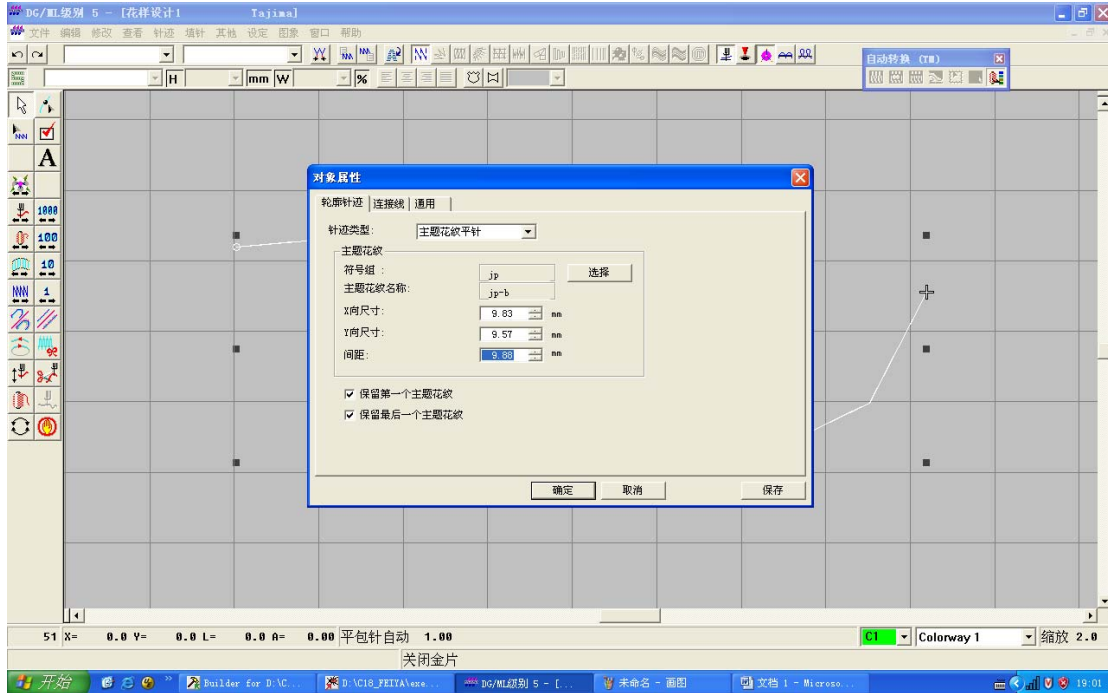 DG/ML级别 5 - [花样设计1 Tajima]
文件 编辑 修改 查看 针迹 填针 其他 设定 图象 窗口 帮助
自动转换 (TM)
H mm W %
A
1000
100
10
1
对象属性
轮廓针迹 连接线 通用
针迹类型: 主题花纹平针
主题花纹
符号组 : jp 选择
主题花纹名称: jp-b
X向尺寸: 9.83 mm
Y向尺寸: 9.57 mm
间距: 9.88 mm
保留第一个主题花纹
保留最后一个主题花纹
确定 取消 保存
51 X= 0.0 Y= 0.0 L= 0.0 A= 0.00 平包针自动 1.00 C1 Colorway 1 缩放 2.0
关闭金片
开始 Builder for D:\C... D:\C18_FEIYA\exe... DG/ML级别 5 - [... 未命名 - 画图 文档 1 - Microso... 19:01